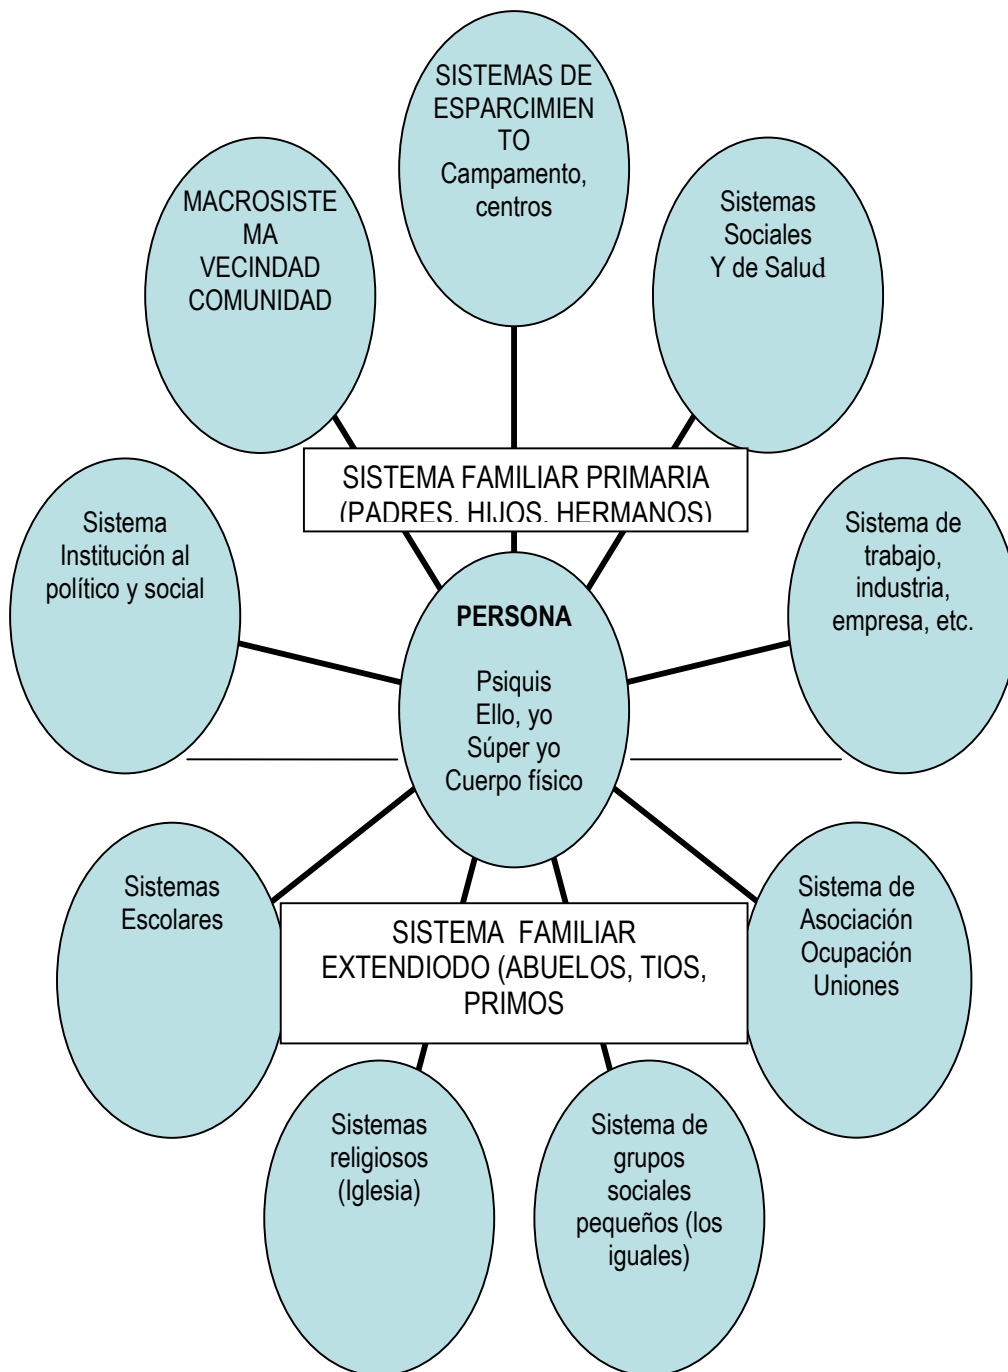 SISTEMAS DE
ESPARCIMIEN
TO
Campamento,
centros
MACROSISTE
MA
VECINDAD
COMUNIDAD
Sistemas
Sociales
Y de Salud
SISTEMA FAMILIAR PRIMARIA
(PADRES, HIJOS, HERMANOS)
Sistema
Institución al
político y social
Sistema de
trabajo,
industria,
empresa, etc.
PERSONA
Psiquis
Ello, yo
Súper yo
Cuerpo físico
Sistemas
Escolares
SISTEMA FAMILIAR
EXTENDIODO (ABUELOS, TIOS,
PRIMOS
Sistema de
Asociación
Ocupación
Uniones
Sistemas
religiosos
(Iglesia)
Sistema de
grupos
sociales
pequeños (los
iguales)